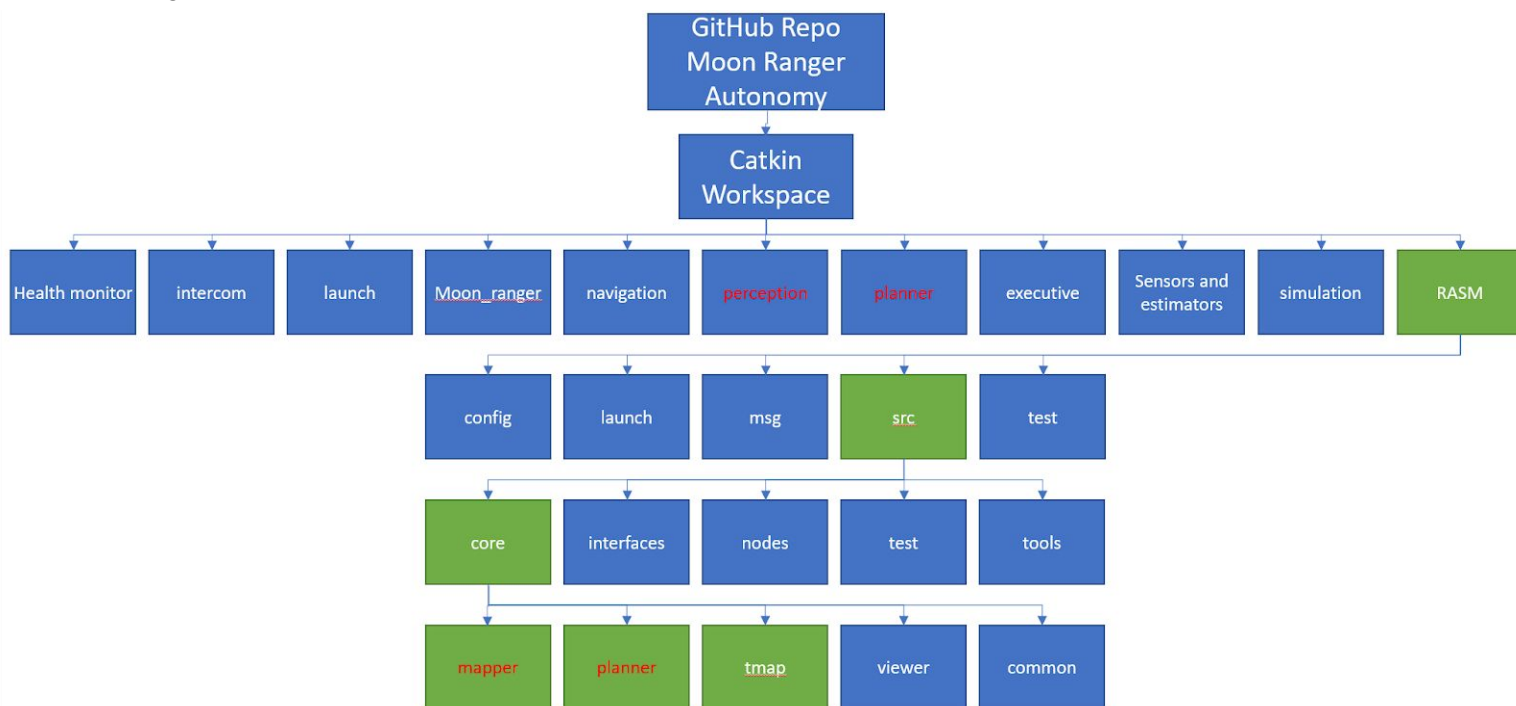 GitHub Repo
Moon Ranger
Autonomy
Catkin
Workspace
Health monitor
intercom
launch
Moon_ranger
navigation
perception
planner
executive
Sensors and
estimators
simulation
RASM
config
launch
msg
src
test
core
interfaces
nodes
test
tools
mapper
planner
tmap
viewer
common